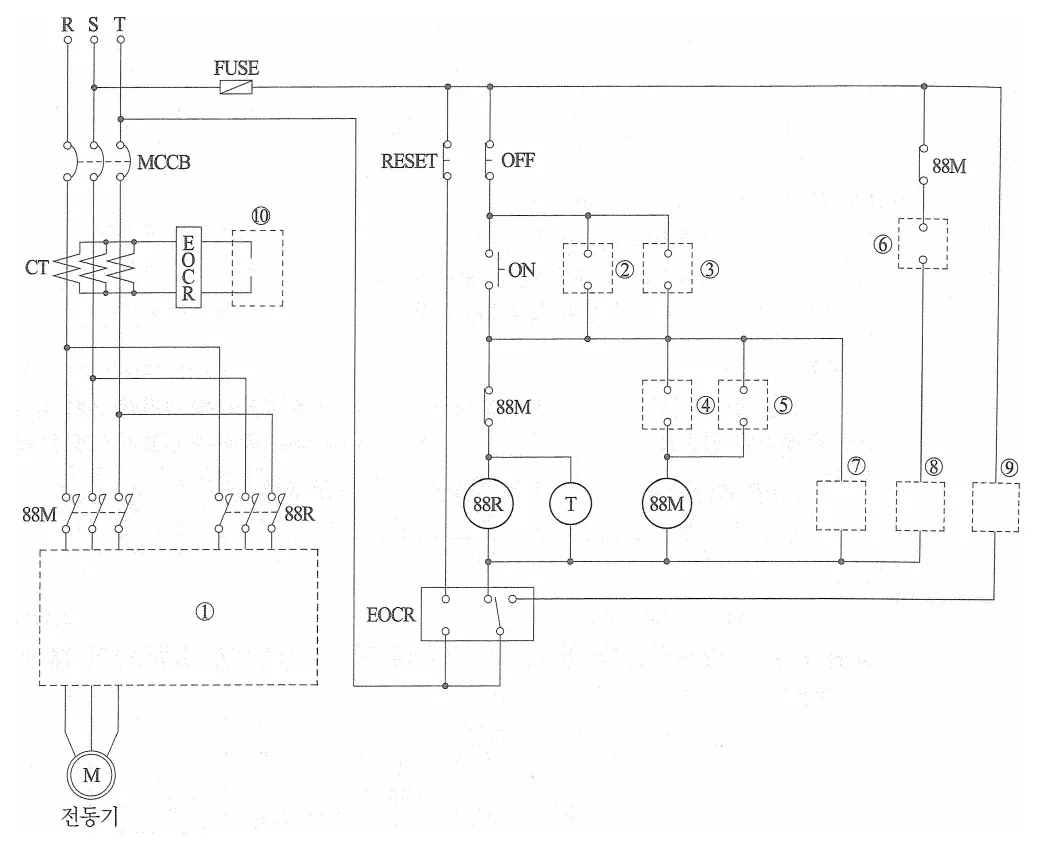 R S T
FUSE
MCCB
RESET
OFF
88M
⑩
CT
EOCR
ON
②
③
⑥
88M
④
⑤
⑦
⑧
⑨
88M
88R
88R
T
88M
①
EOCR
M
전동기